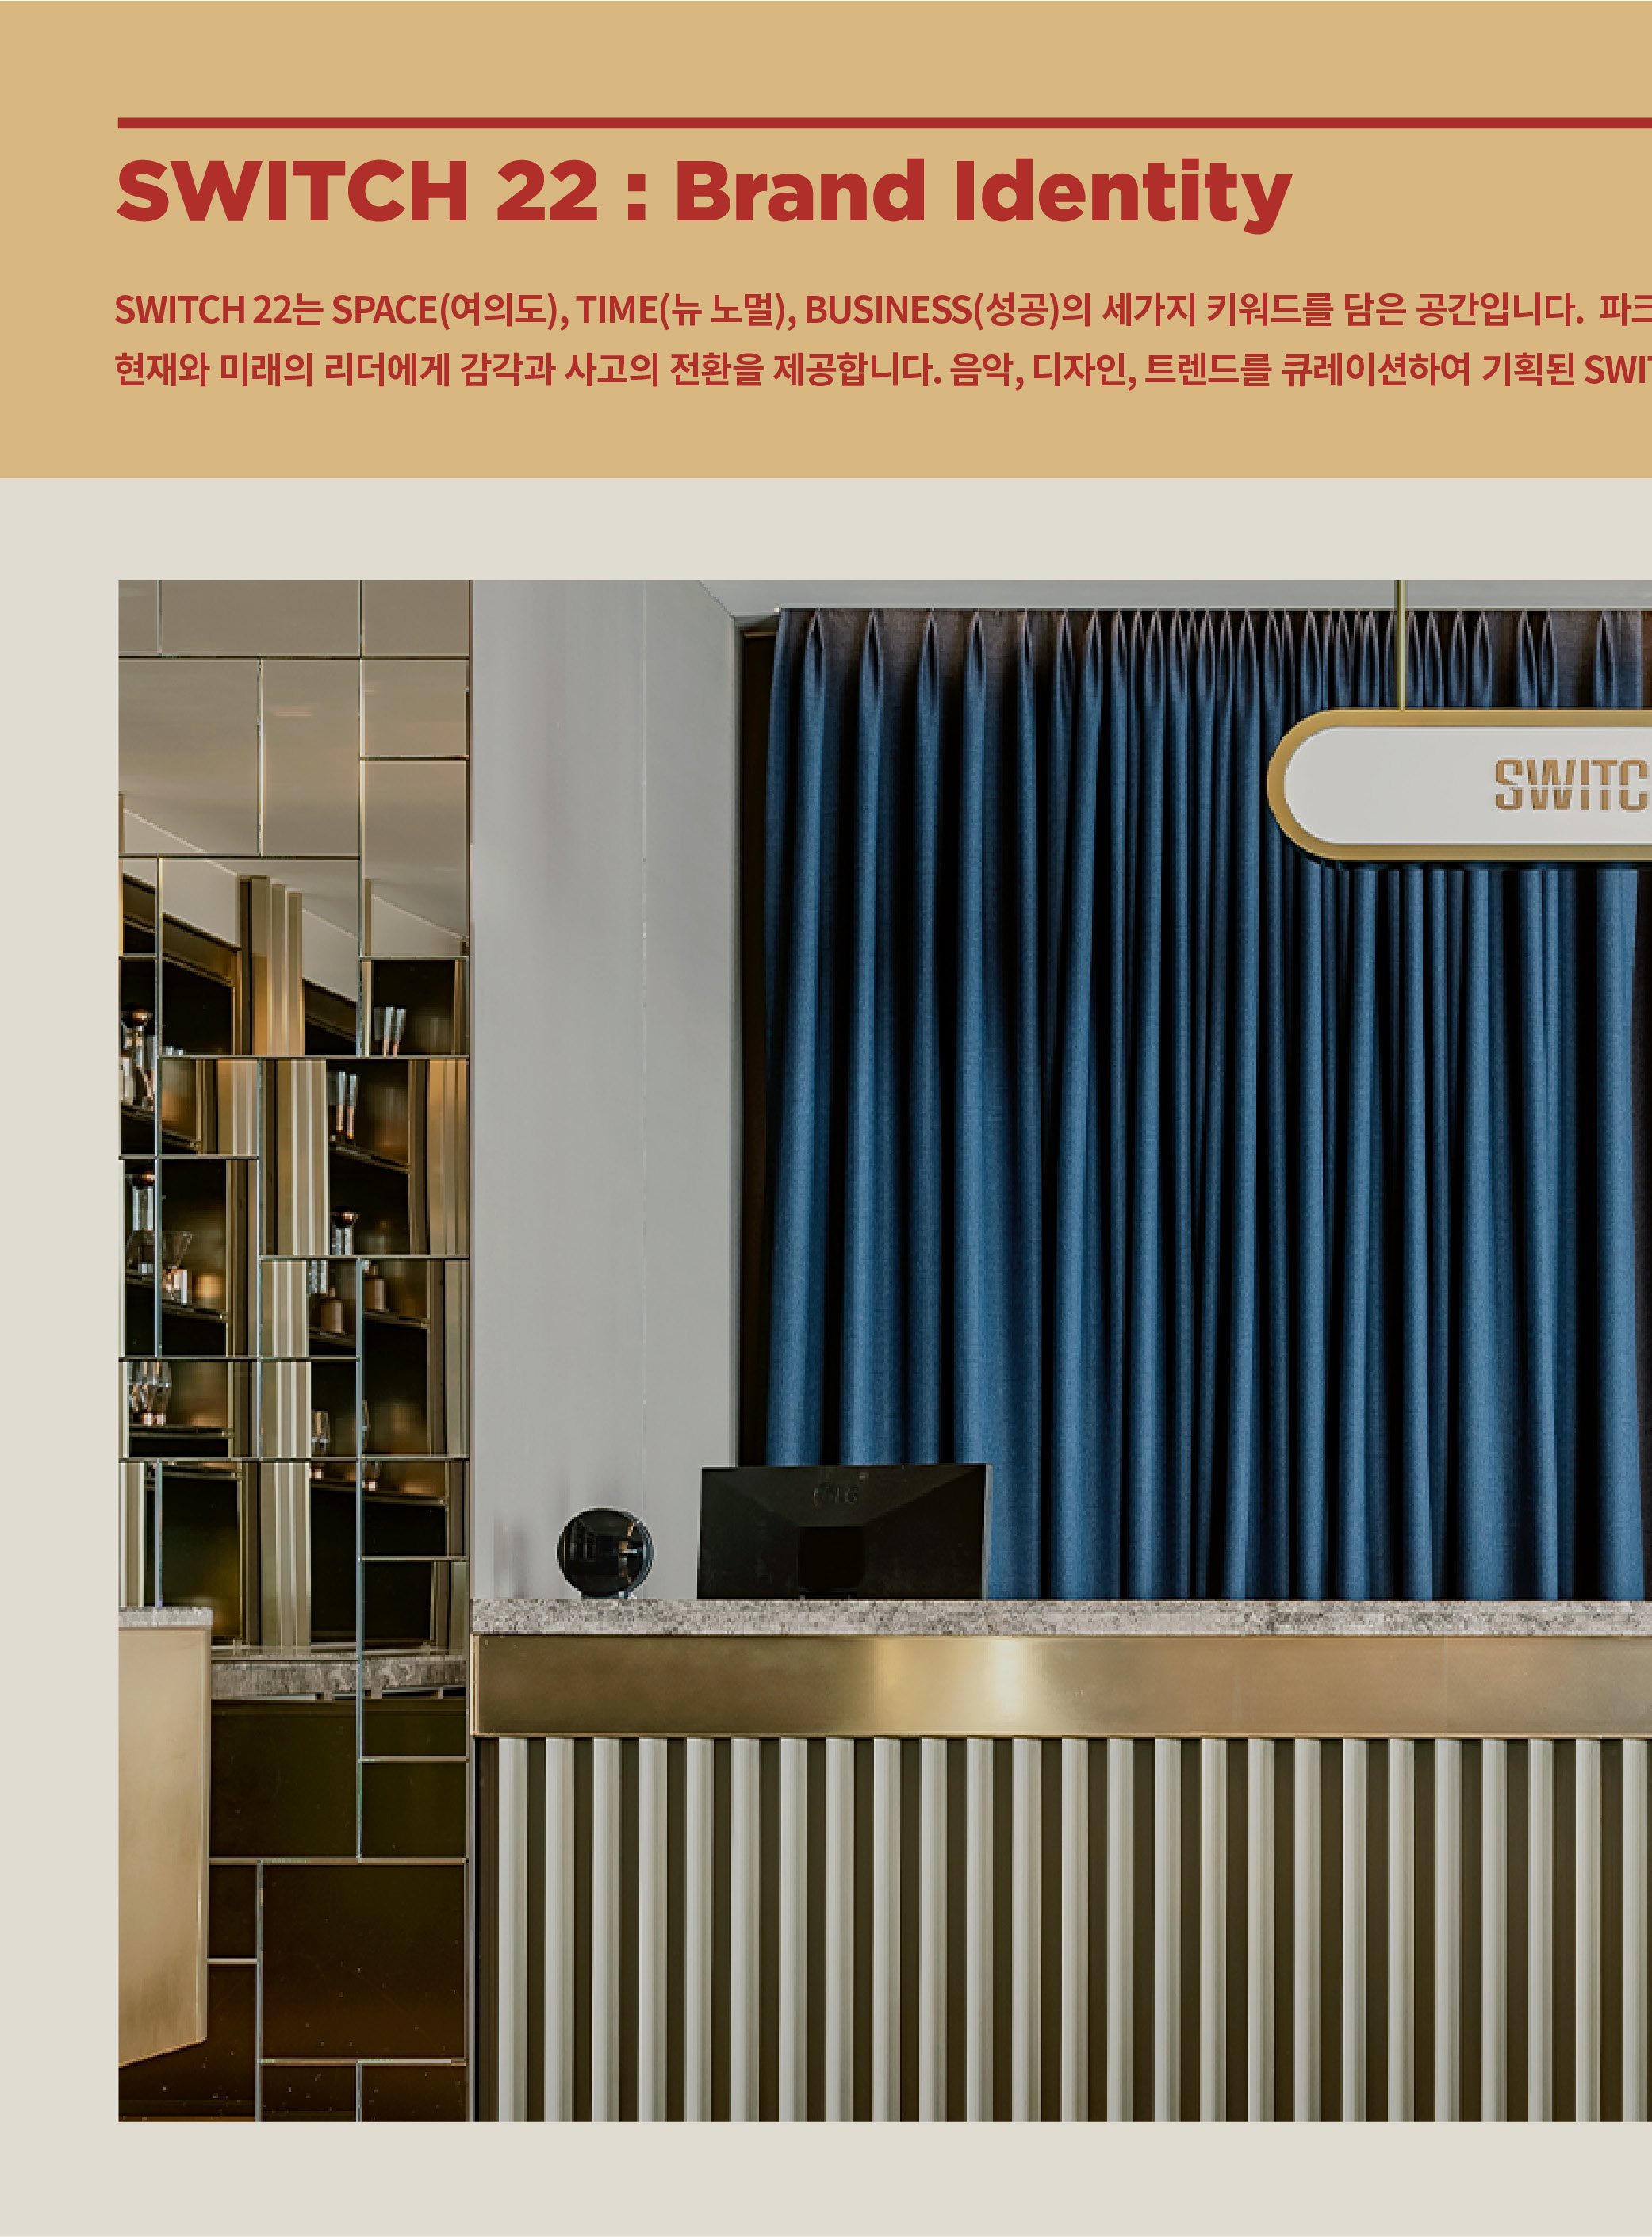 SWITCH 22 : Brand Identity
SWITCH 22는 SPACE(여의도), TIME(뉴 노멀), BUSINESS(성공)의 세가지 키워드를 담은 공간입니다. 파크
현재와 미래의 리더에게 감각과 사고의 전환을 제공합니다. 음악, 디자인, 트렌드를 큐레이션하여 기획된 SWIT
SWITC
LG